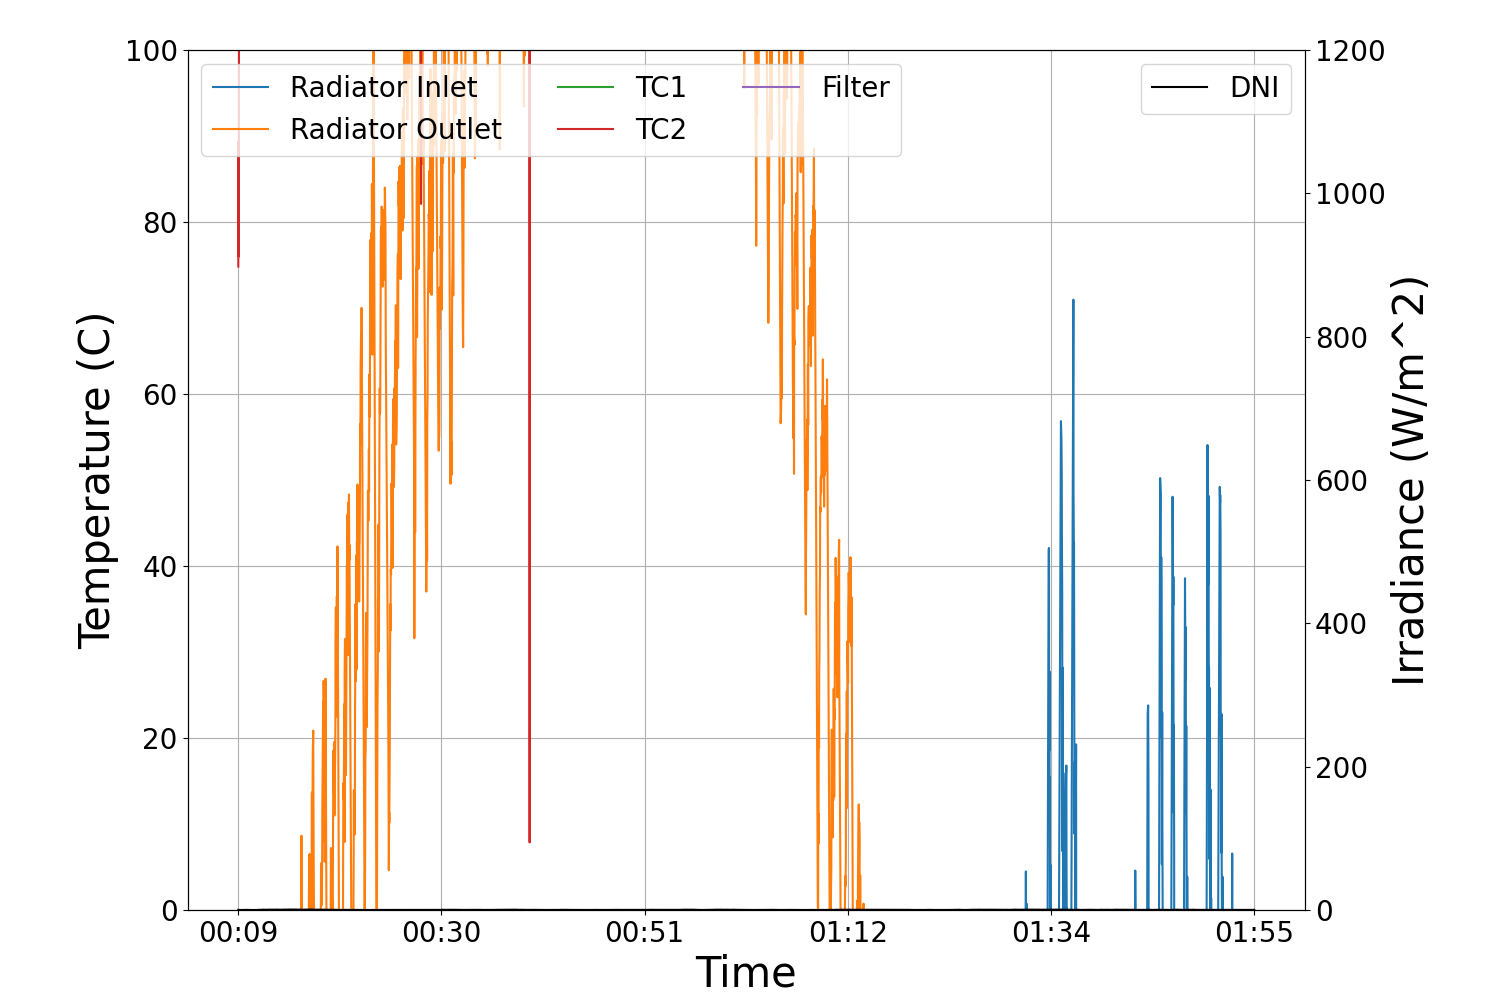 Radiator Inlet
Radiator Outlet
TC1
TC2
Filter
DNI
Temperature (C)
100
80
60
40
20
0
1200
1000
800
600
400
200
0
Irradiance (W/m^2)
00:09 00:30 00:51 01:12 01:34 01:55
Time